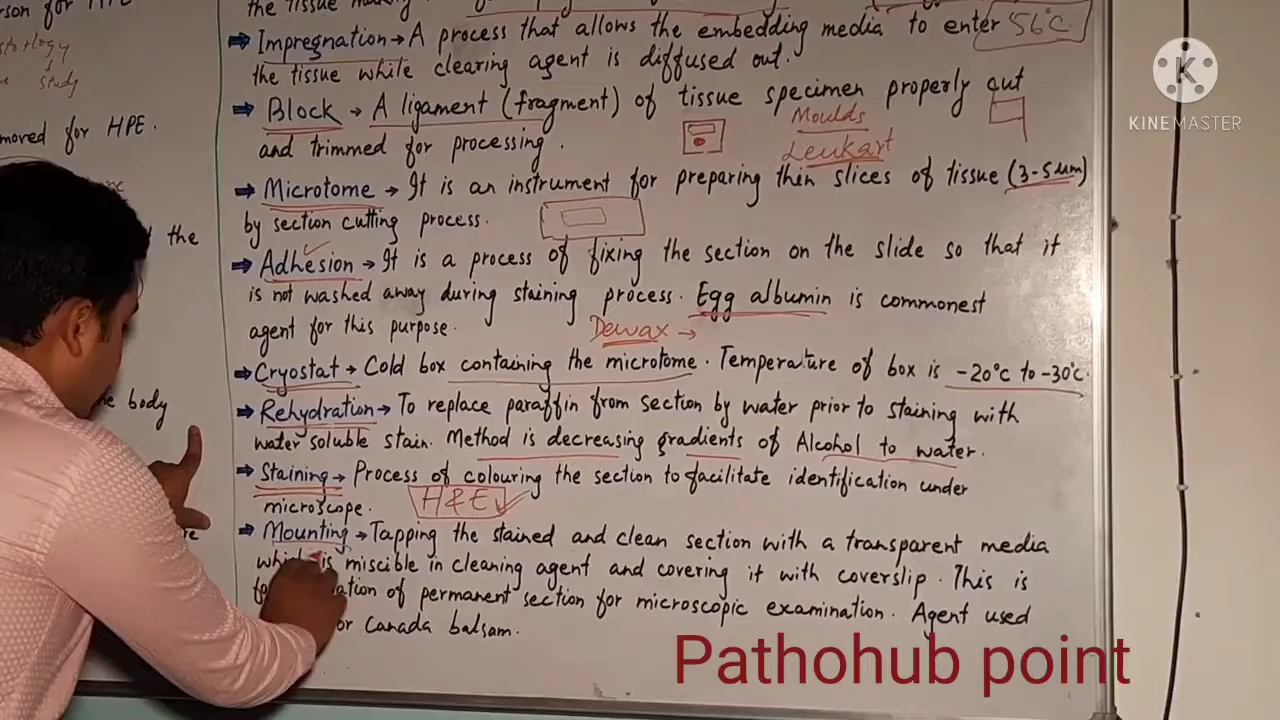 erson for HPE
study
moved for HPE.
the
e body
the tissue making
⇒ Impregnation → A process that allows the embedding media to enter 56°C
the tissue while clearing agent is diffused out.
⇒ Block → A ligament (fragment) of tissue specimen properly cut
and trimmed for processing.
Moulds
Leukart
⇒ Microtome → It is an instrument for preparing thin slices of tissue (3-5 um)
by section cutting process.
⇒ Adhesion → It is a process of fixing the section on the slide so that it
is not washed away during staining process. Egg albumin is commonest
agent for this purpose.
Dewax →
⇒ Cryostat → Cold box containing the microtome. Temperature of box is -20°C to -30°C.
⇒ Rehydration → To replace paraffin from section by water prior to staining with
water soluble stain. Method is decreasing gradients of Alcohol to water.
⇒ Staining → Process of colouring the section to facilitate identification under
microscope.
H & E ✓
⇒ Mounting → Tapping the stained and clean section with a transparent media
which is miscible in cleaning agent and covering it with coverslip. This is
of permanent section for microscopic examination. Agent used
or Canada balsam.
K
KINEMASTER
Pathohub point